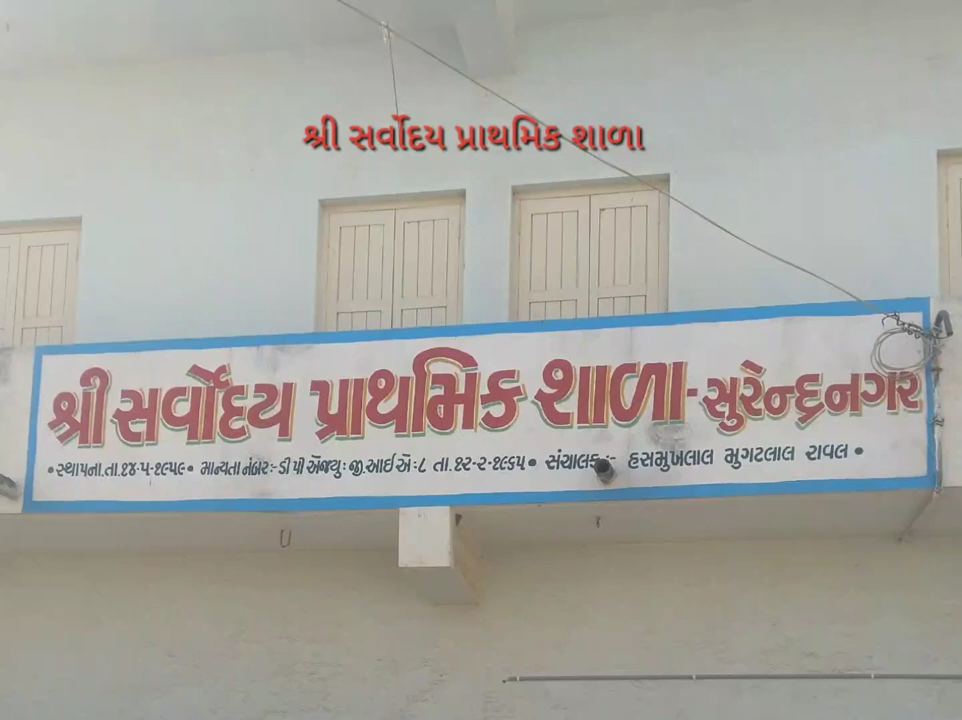 શ્રી સર્વોદય પ્રાથમિક શાળા
શ્રી સર્વોદય પ્રાથમિક શાળા - સુરેન્દ્રનગર
• સ્થાપના.તા.૧૪-૫-૧૯૫૯ • માન્યતા નંબર:- ડી પી એજ્યુ : જી.આઈ એ : ૮ તા. ૧૨-૨-૧૯૬૫ • સંચાલક :- હસમુખલાલ મુગટલાલ રાવલ •